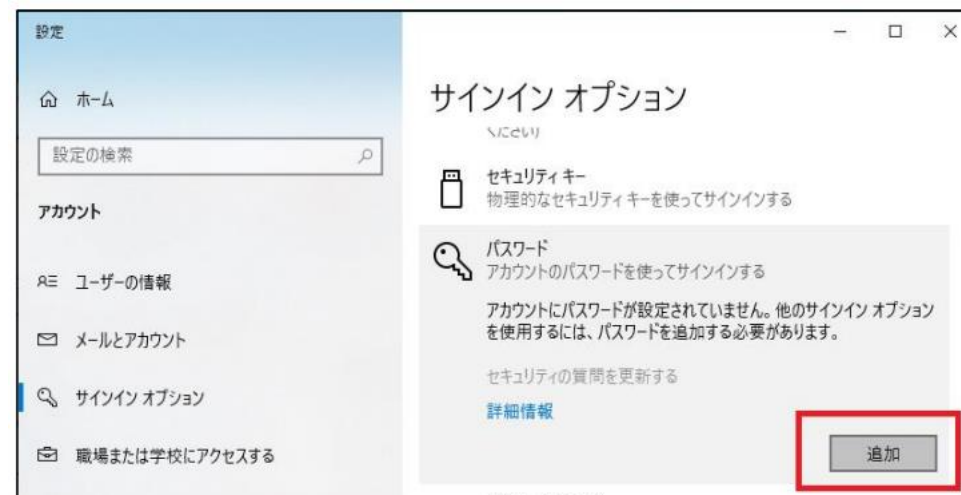 設定
ホーム
設定の検索
アカウント
ユーザーの情報
メールとアカウント
サインイン オプション
職場または学校にアクセスする
サインイン オプション
セキュリティ キー
物理的なセキュリティ キーを使ってサインインする
パスワード
アカウントのパスワードを使ってサインインする
アカウントにパスワードが設定されていません。他のサインイン オプション
を使用するには、パスワードを追加する必要があります。
セキュリティの質問を更新する
詳細情報
追加